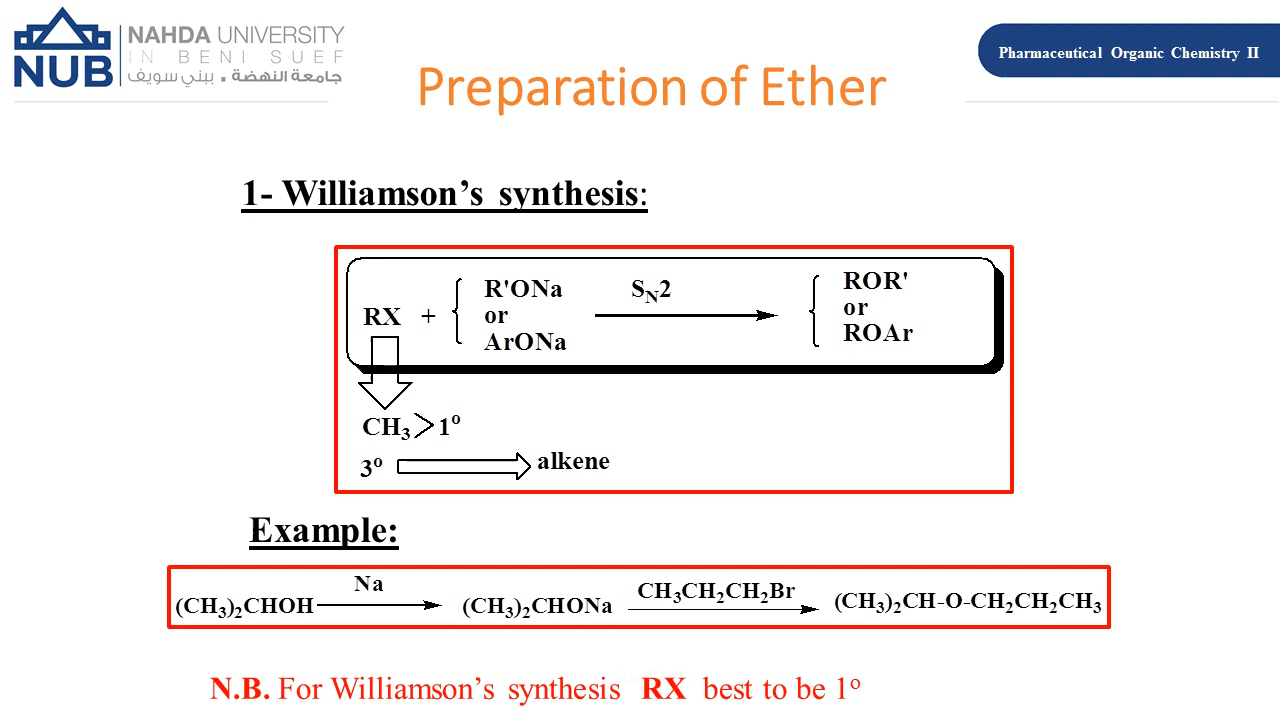 NUB
NAHDA UNIVERSITY
IN BENI SUEF
جامعة النهضة . ببني سويف
Pharmaceutical Organic Chemistry II
Preparation of Ether
1- Williamson’s synthesis:
RX + R'ONa or ArONa SN2 ROR' or ROAr
CH3 > 1o
3o alkene
Example:
(CH3)2CHOH Na (CH3)2CHONa CH3CH2CH2Br (CH3)2CH-O-CH2CH2CH3
N.B. For Williamson’s synthesis RX best to be 1o